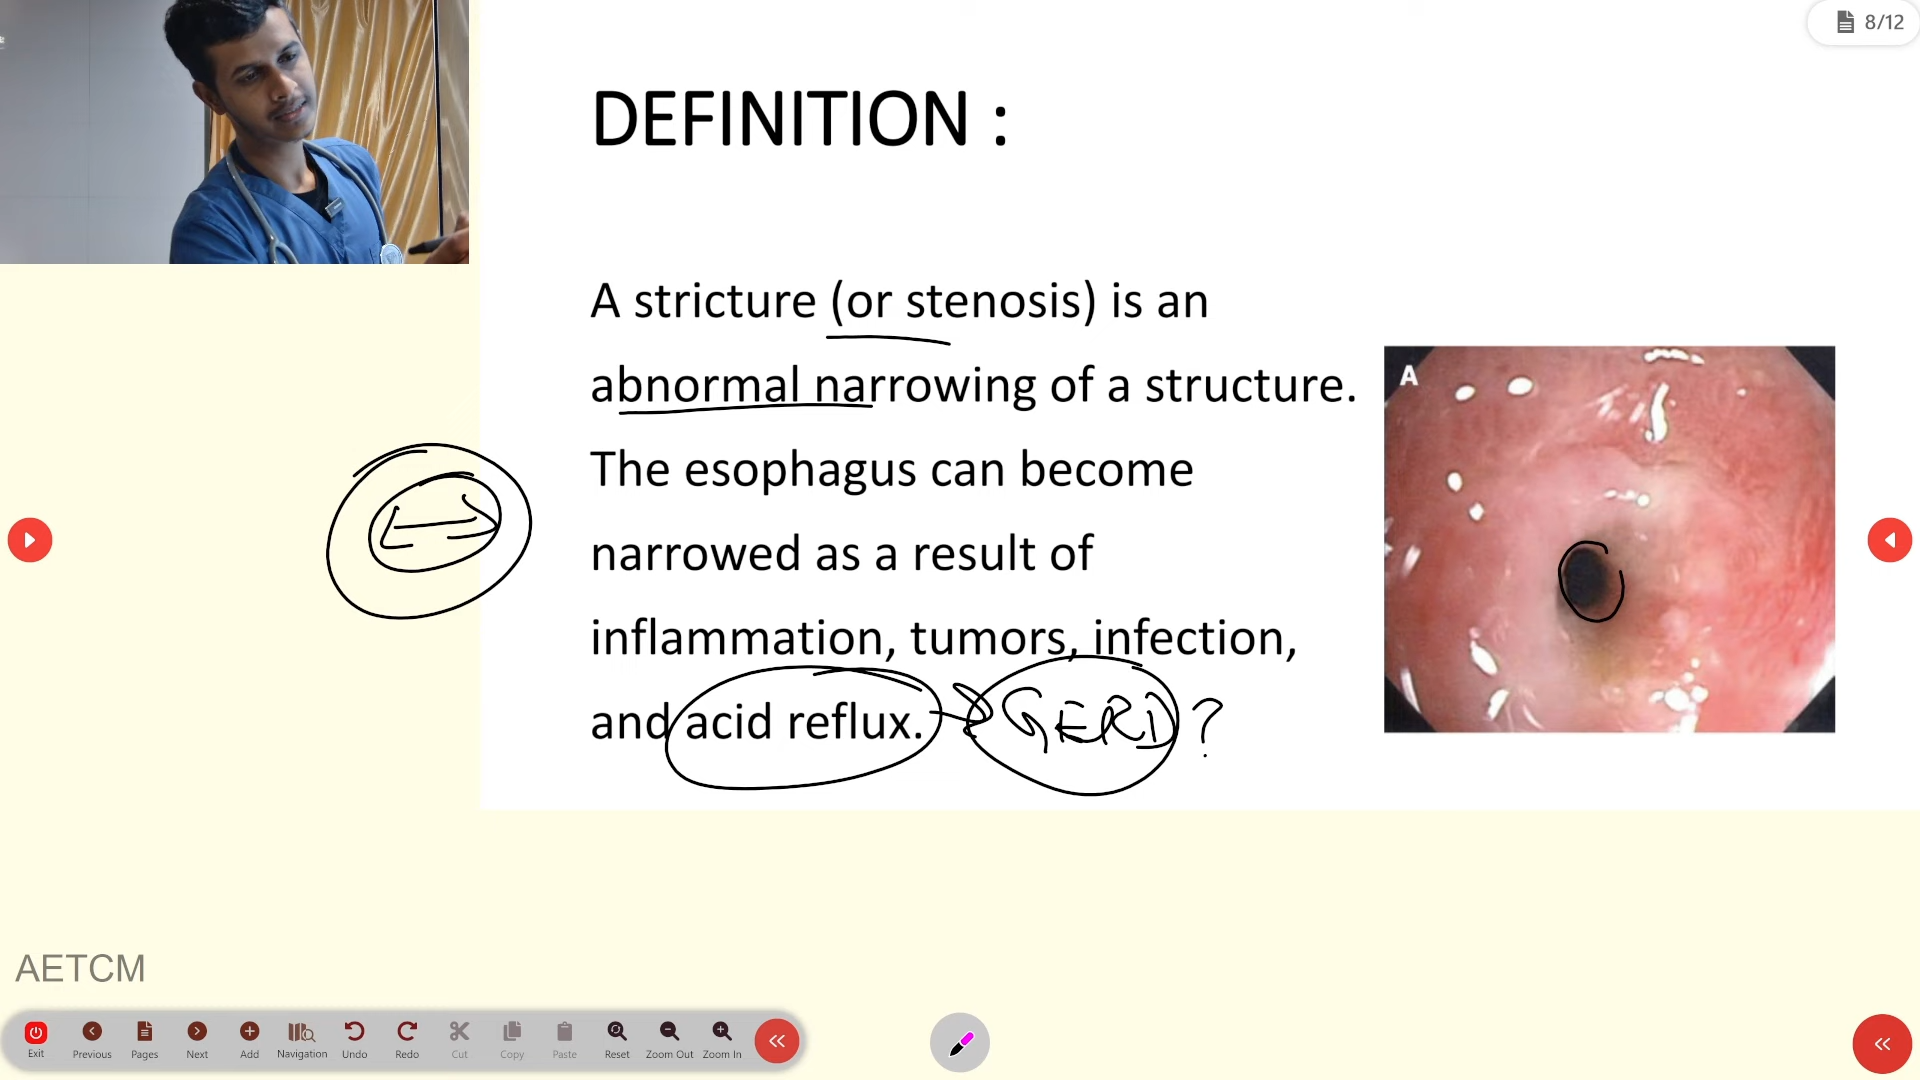 8/12
DEFINITION :
A stricture (or stenosis) is an
abnormal narrowing of a structure.
The esophagus can become
narrowed as a result of
inflammation, tumors, infection,
and acid reflux. GERD ?
A
AETCM
Exit Previous Pages Next Add Navigation Undo Redo Cut Copy Paste Reset Zoom Out Zoom In